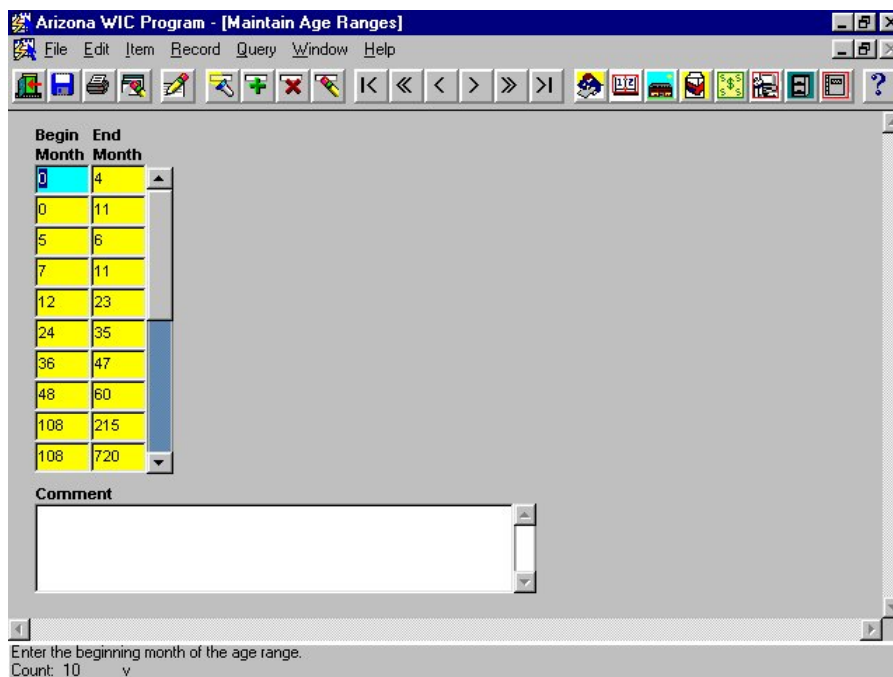 Arizona WIC Program - [Maintain Age Ranges]
File Edit Item Record Query Window Help
Begin End
Month Month
0 4
0 11
5 6
7 11
12 23
24 35
36 47
48 60
108 215
108 720
Comment
Enter the beginning month of the age range.
Count: 10 v